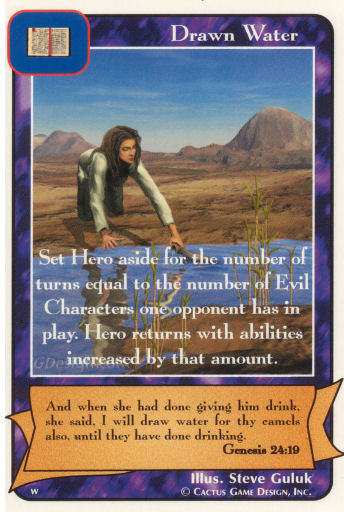 Drawn Water
Set Hero aside for the number of
turns equal to the number of Evil
Characters one opponent has in
play. Hero returns with abilities
increased by that amount.
And when she had done giving him drink,
she said, I will draw water for thy camels
also, until they have done drinking.
Genesis 24:19
Illus. Steve Guluk
W
© Cactus Game Design, Inc.